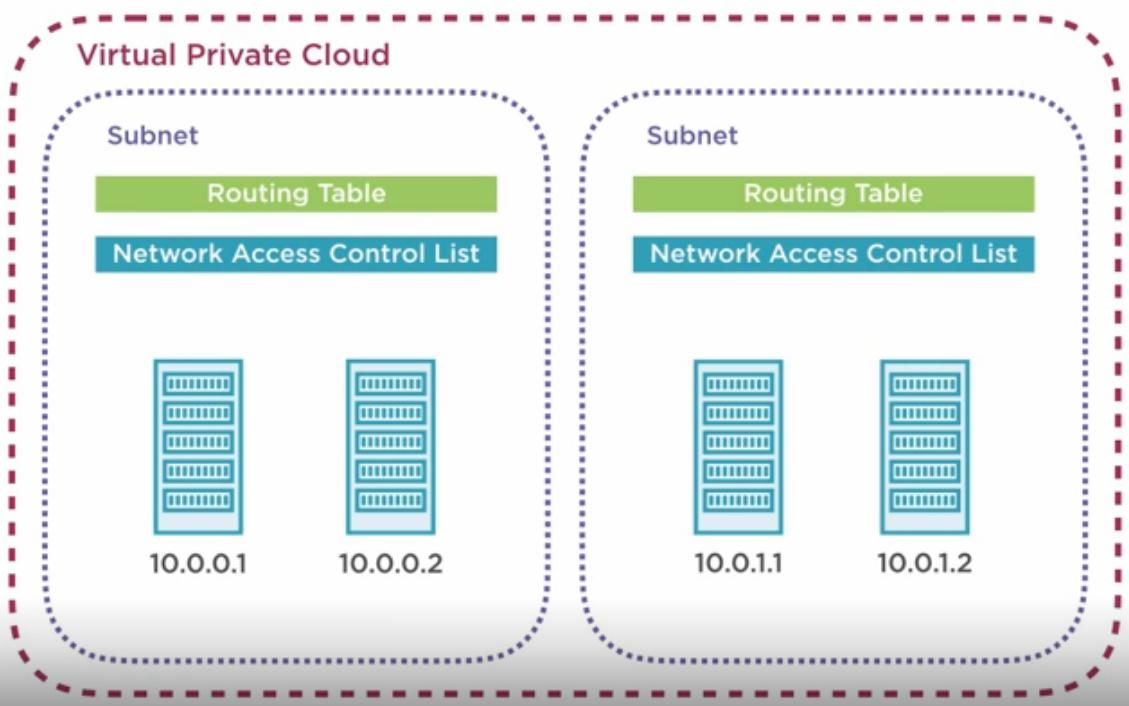 Virtual Private Cloud
Subnet
Routing Table
Network Access Control List
10.0.0.1
10.0.0.2
Subnet
Routing Table
Network Access Control List
10.0.1.1
10.0.1.2